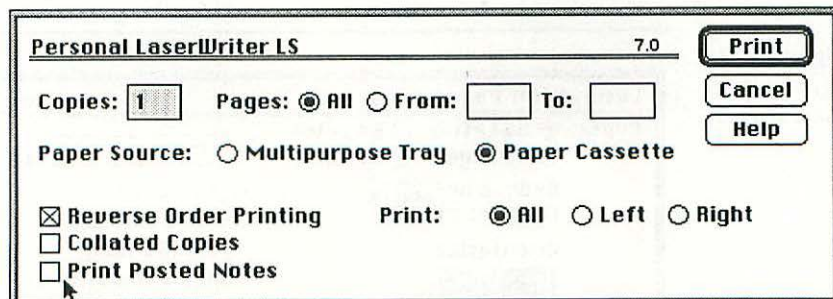 Personal LaserWriter LS 7.0 Print
Copies: 1 Pages: All From: To: Cancel
Help
Paper Source: Multipurpose Tray Paper Cassette
Reverse Order Printing Print: All Left Right
Collated Copies
Print Posted Notes